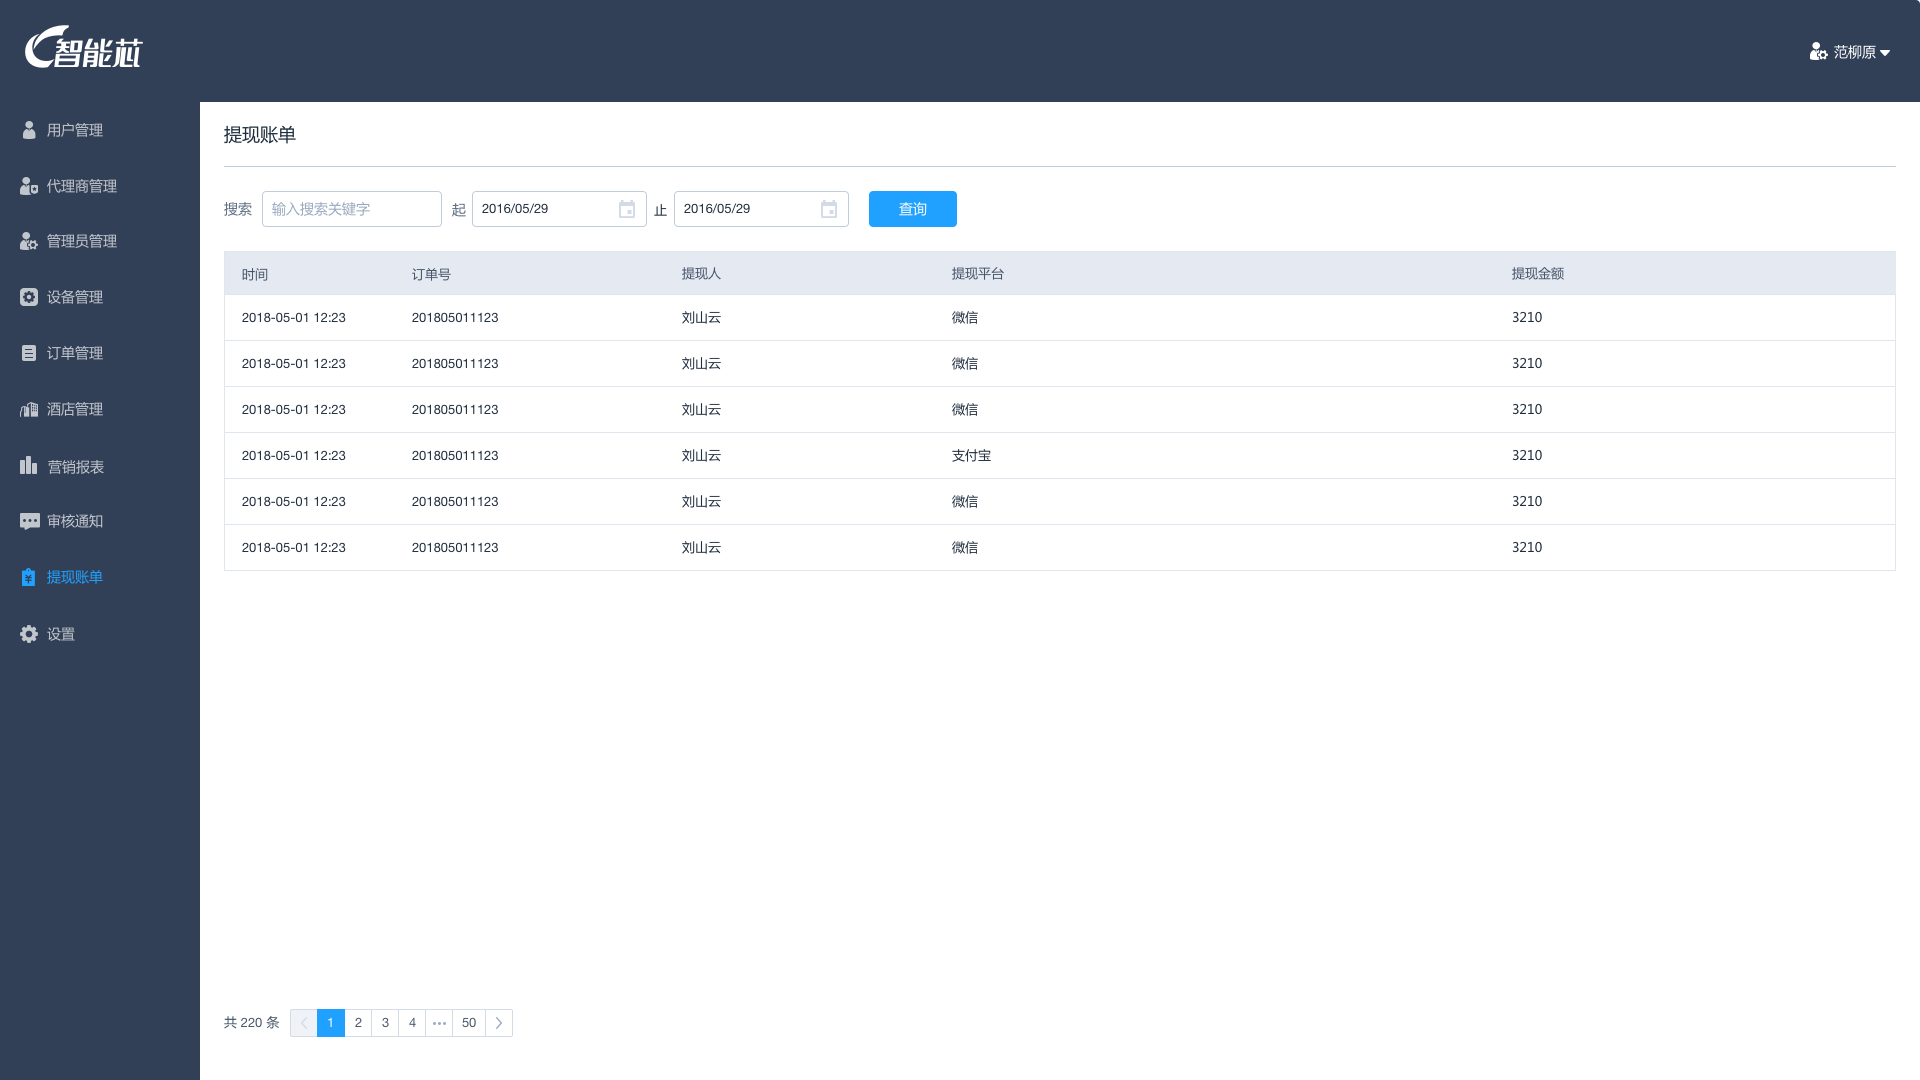 智能芯
范柳原
用户管理
代理商管理
管理员管理
设备管理
订单管理
酒店管理
营销报表
审核通知
提现账单
设置
提现账单
搜索 输入搜索关键字 起 2016/05/29 止 2016/05/29 查询
时间 订单号 提现人 提现平台 提现金额
2018-05-01 12:23 201805011123 刘山云 微信 3210
2018-05-01 12:23 201805011123 刘山云 微信 3210
2018-05-01 12:23 201805011123 刘山云 微信 3210
2018-05-01 12:23 201805011123 刘山云 支付宝 3210
2018-05-01 12:23 201805011123 刘山云 微信 3210
2018-05-01 12:23 201805011123 刘山云 微信 3210
共 220 条 1 2 3 4 ··· 50